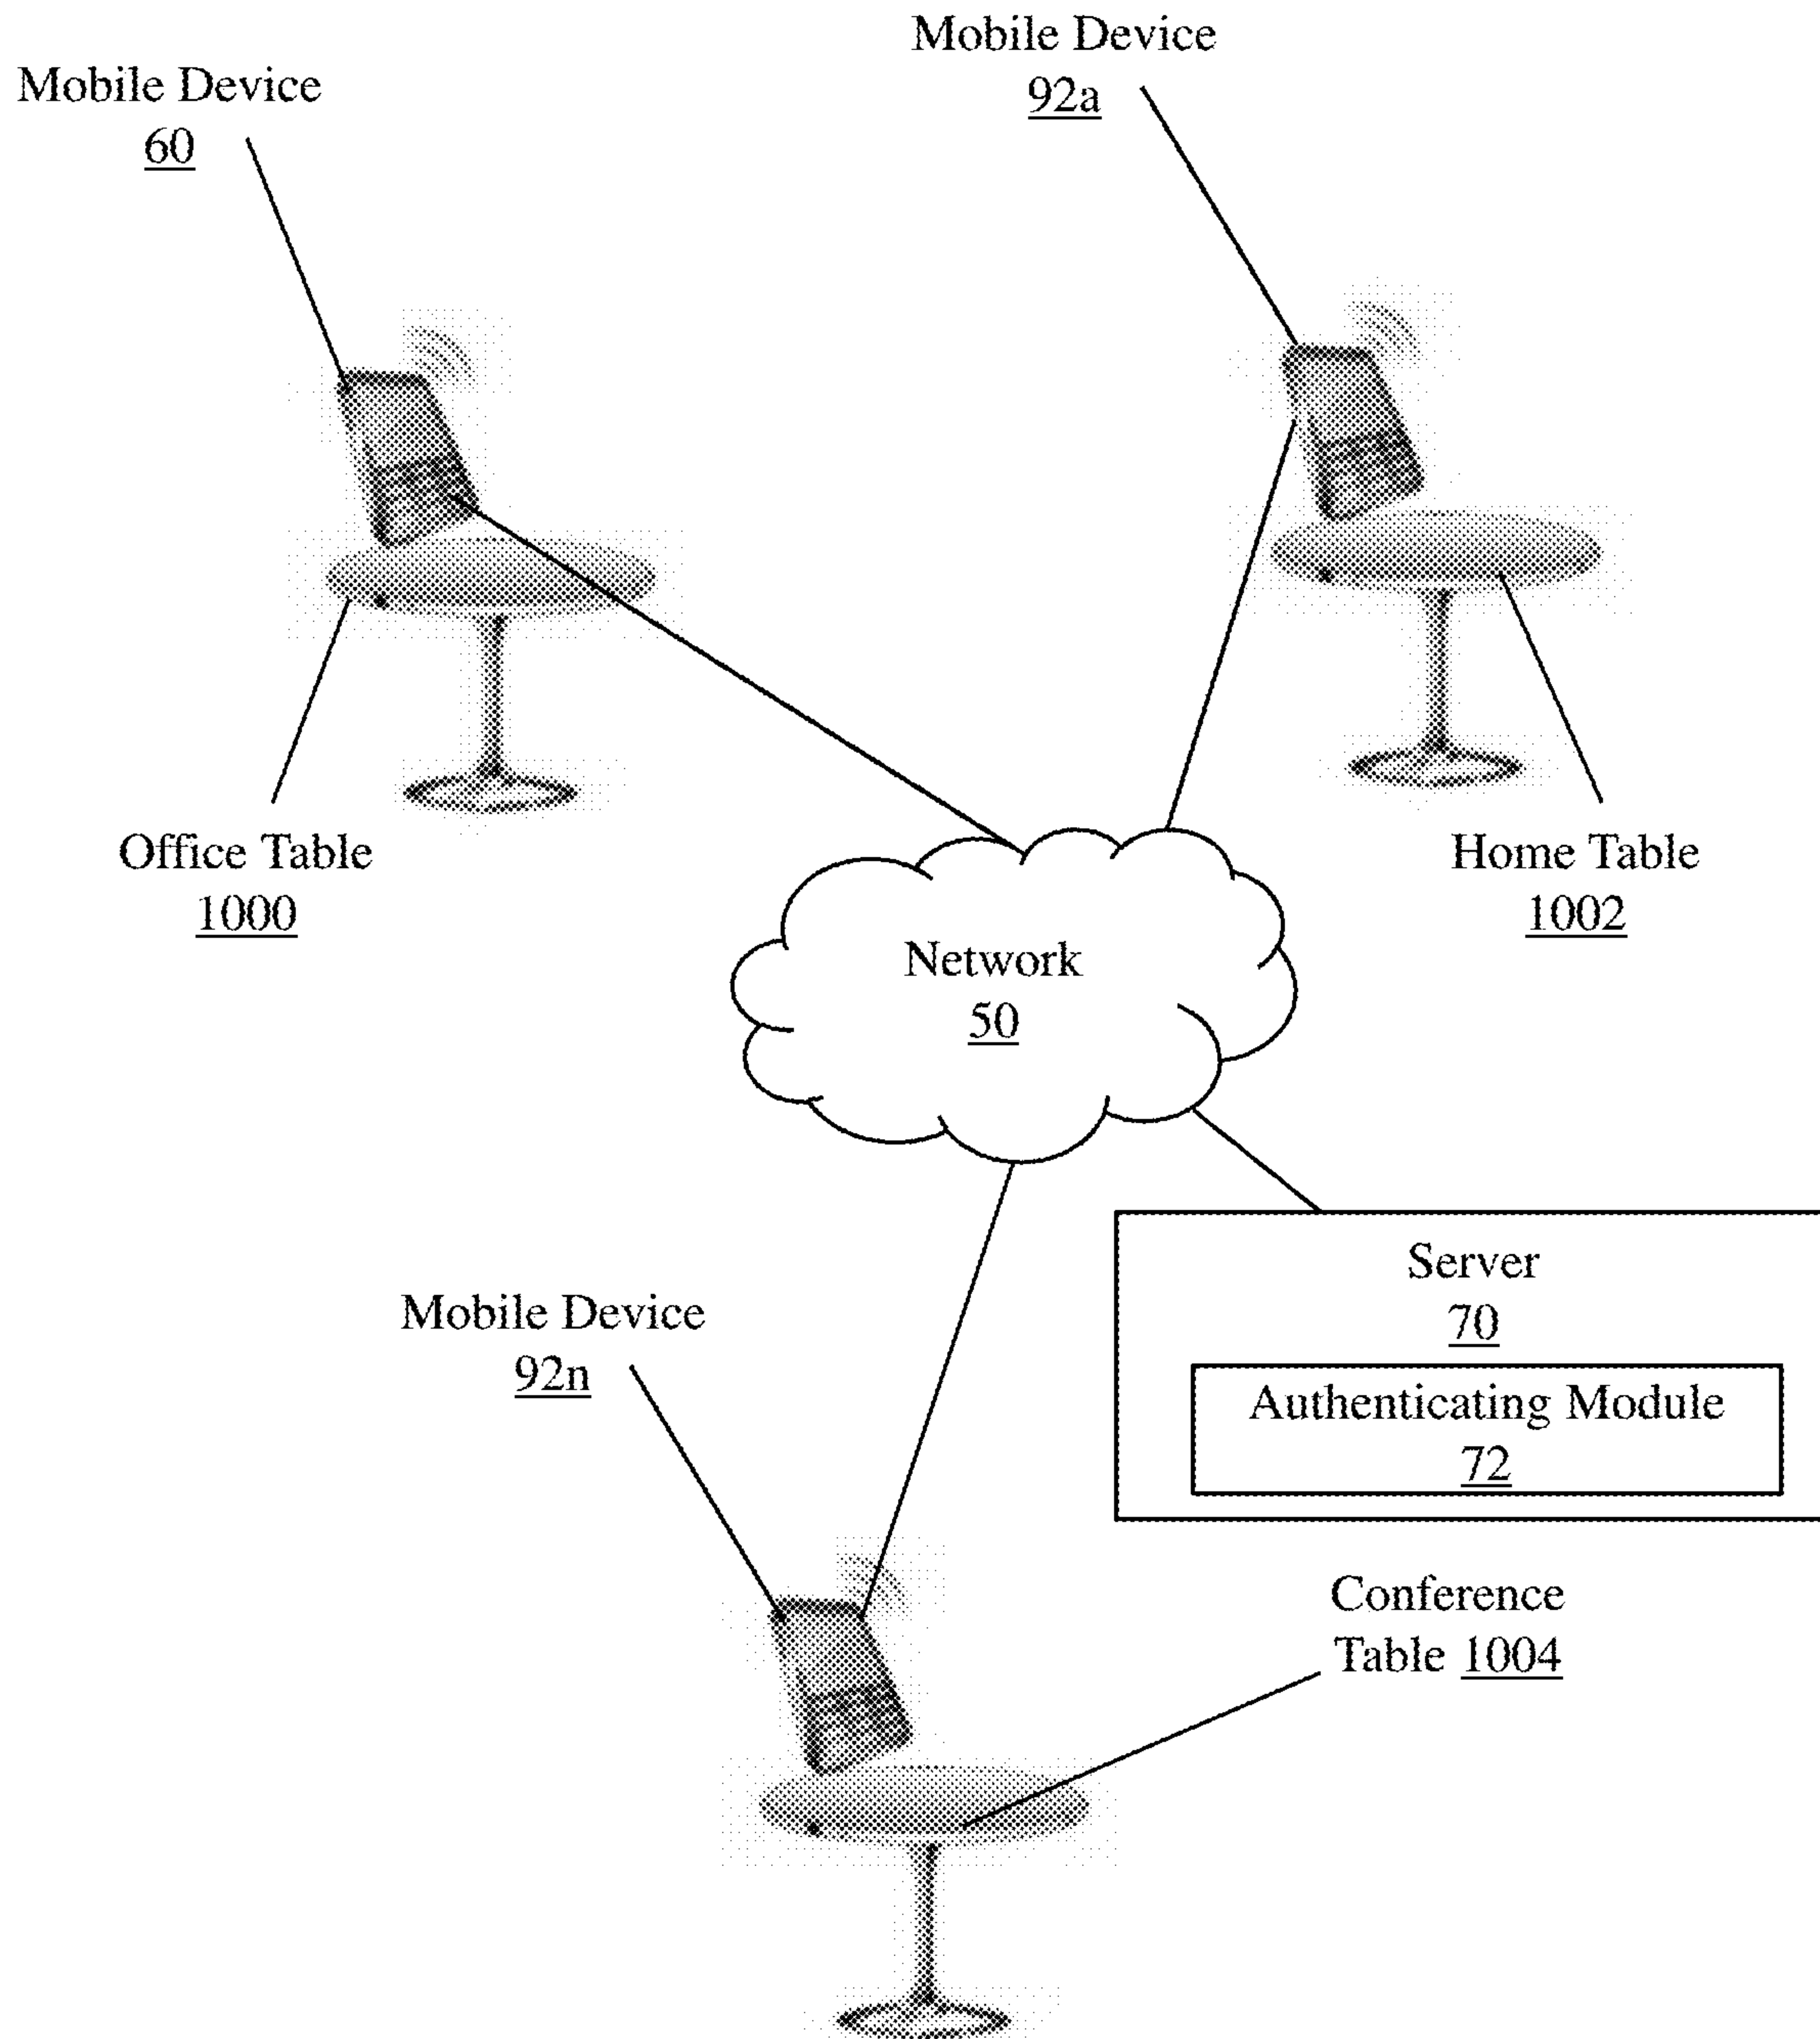 Mobile Device
92a
Mobile Device
60
Office Table
1000
Home Table
1002
Network
50
Server
70
Authenticating Module
72
Mobile Device
92n
Conference
Table 1004